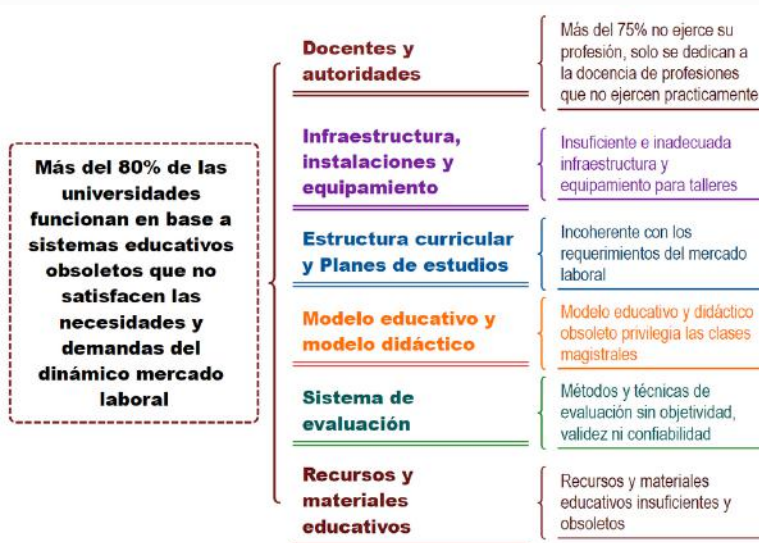 Más del 80% de las
universidades
funcionan en base a
sistemas educativos
obsoletos que no
satisfacen las
necesidades y
demandas del
dinámico mercado
laboral
Docentes y
autoridades
Más del 75% no ejerce su
profesión, solo se dedican a
la docencia de profesiones
que no ejercen practicamente
Infraestructura,
instalaciones y
equipamiento
Insuficiente e inadecuada
infraestructura y
equipamiento para talleres
Estructura curricular
y Planes de estudios
Incoherente con los
requerimientos del mercado
laboral
Modelo educativo y
modelo didáctico
Modelo educativo y didáctico
obsoleto privilegia las clases
magistrales
Sistema de
evaluación
Métodos y técnicas de
evaluación sin objetividad,
validez ni confiabilidad
Recursos y
materiales
educativos
Recursos y materiales
educativos insuficientes y
obsoletos